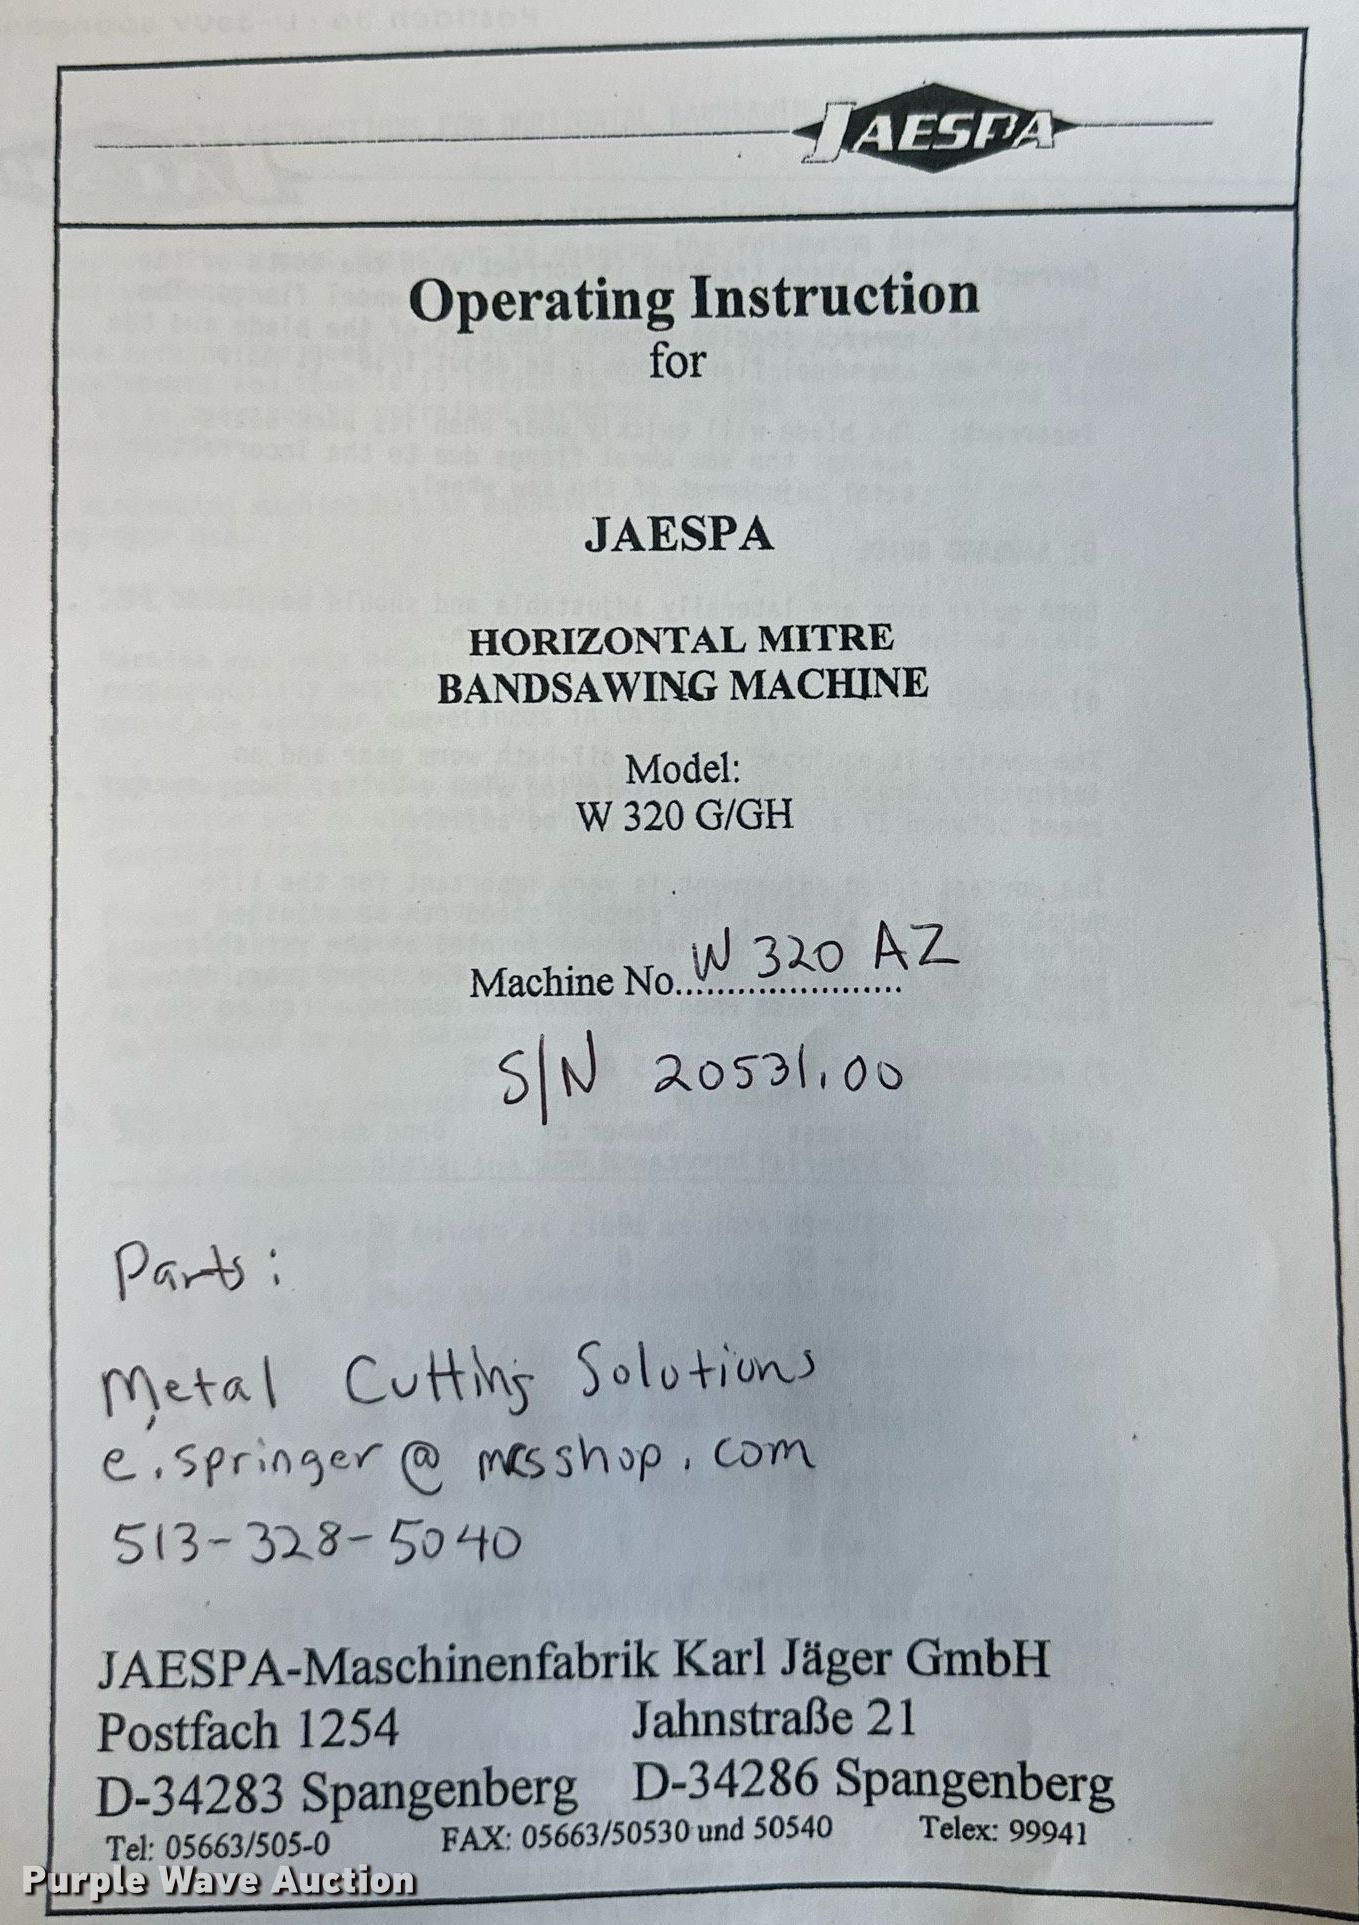 JAESPA
Operating Instruction
for
JAESPA
HORIZONTAL MITRE
BANDSAWING MACHINE
Model:
W 320 G/GH
Machine No. W 320 AZ
S/N 20531.00
Parts:
Metal Cutting Solutions
e.springer@mcsshop.com
513-328-5040
JAESPA-Maschinenfabrik Karl Jäger GmbH
Postfach 1254 Jahnstraße 21
D-34283 Spangenberg D-34286 Spangenberg
Tel: 05663/505-0 FAX: 05663/50530 und 50540 Telex: 99941
Purple Wave Auction